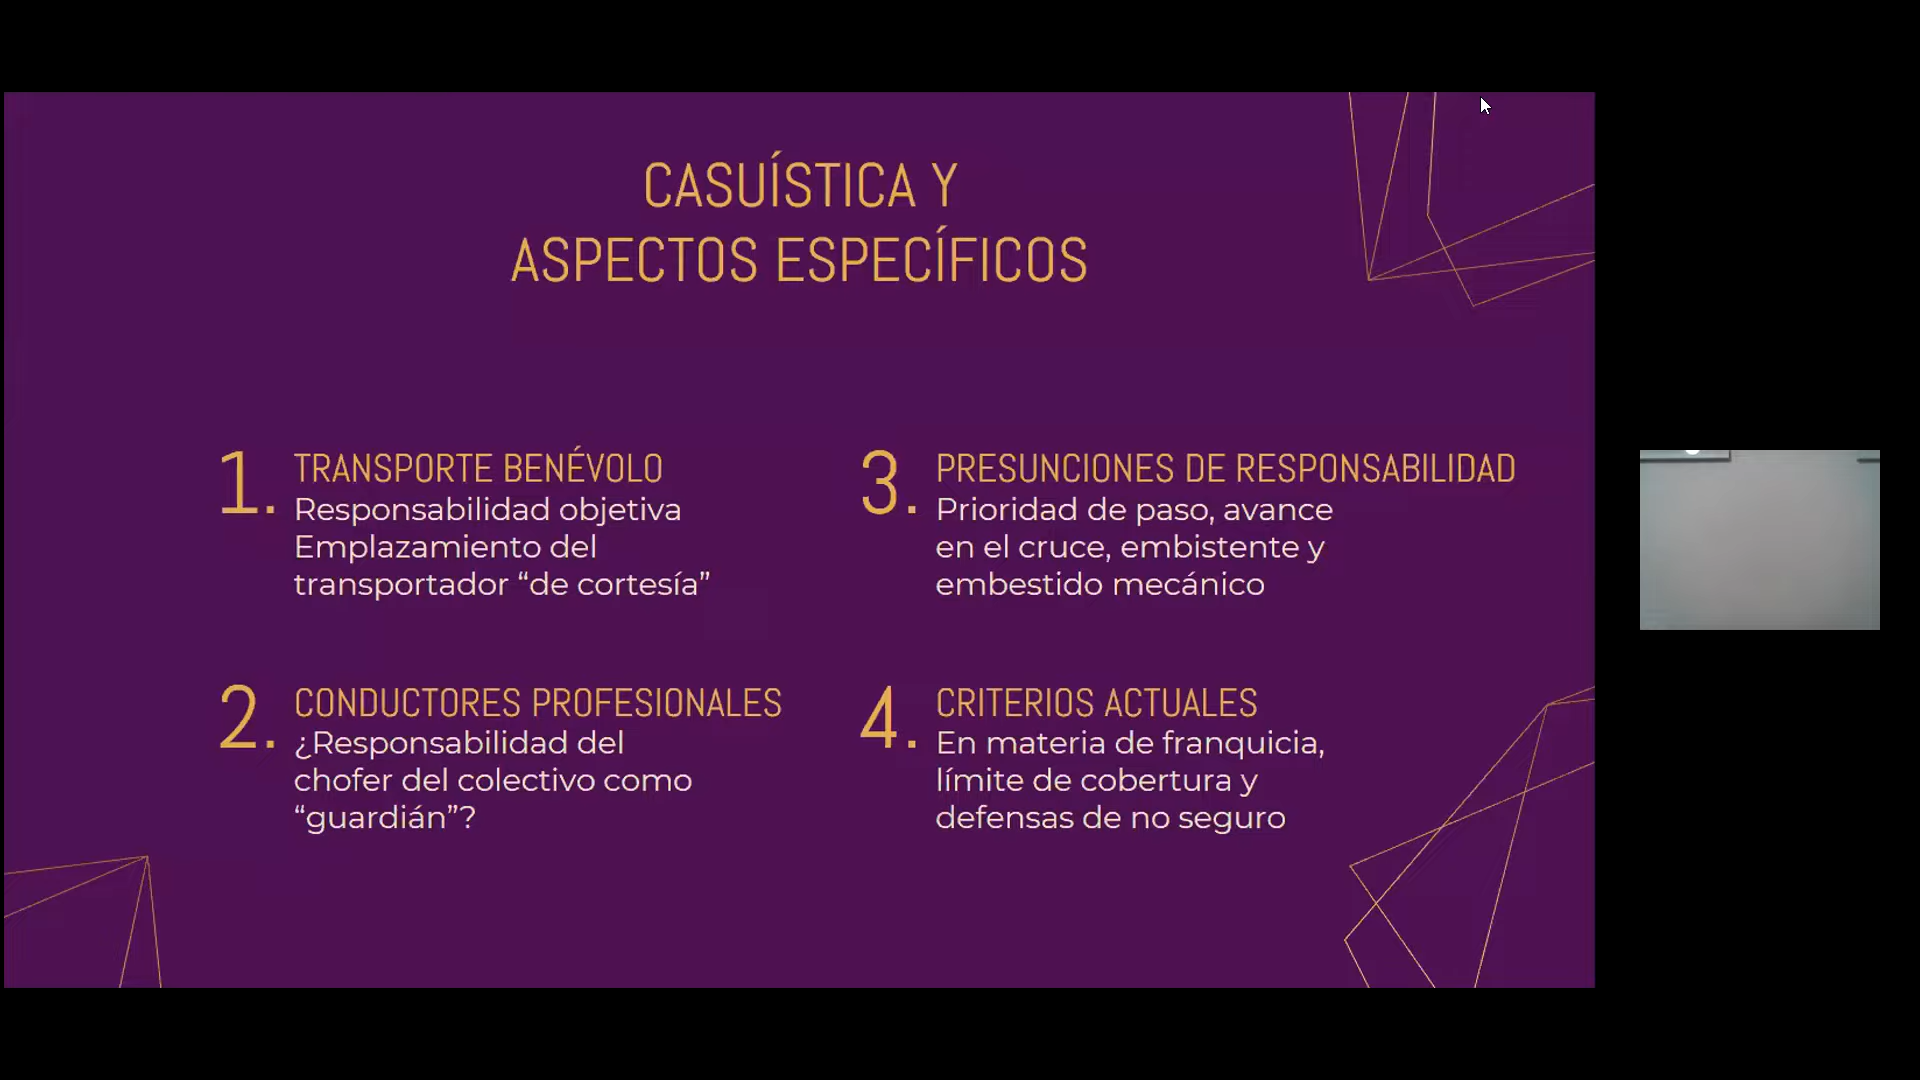 CASUÍSTICA Y
ASPECTOS ESPECÍFICOS
1. TRANSPORTE BENÉVOLO
Responsabilidad objetiva
Emplazamiento del
transportador “de cortesía”
2. CONDUCTORES PROFESIONALES
¿Responsabilidad del
chofer del colectivo como
“guardián”?
3. PRESUNCIONES DE RESPONSABILIDAD
Prioridad de paso, avance
en el cruce, embistente y
embestido mecánico
4. CRITERIOS ACTUALES
En materia de franquicia,
límite de cobertura y
defensas de no seguro